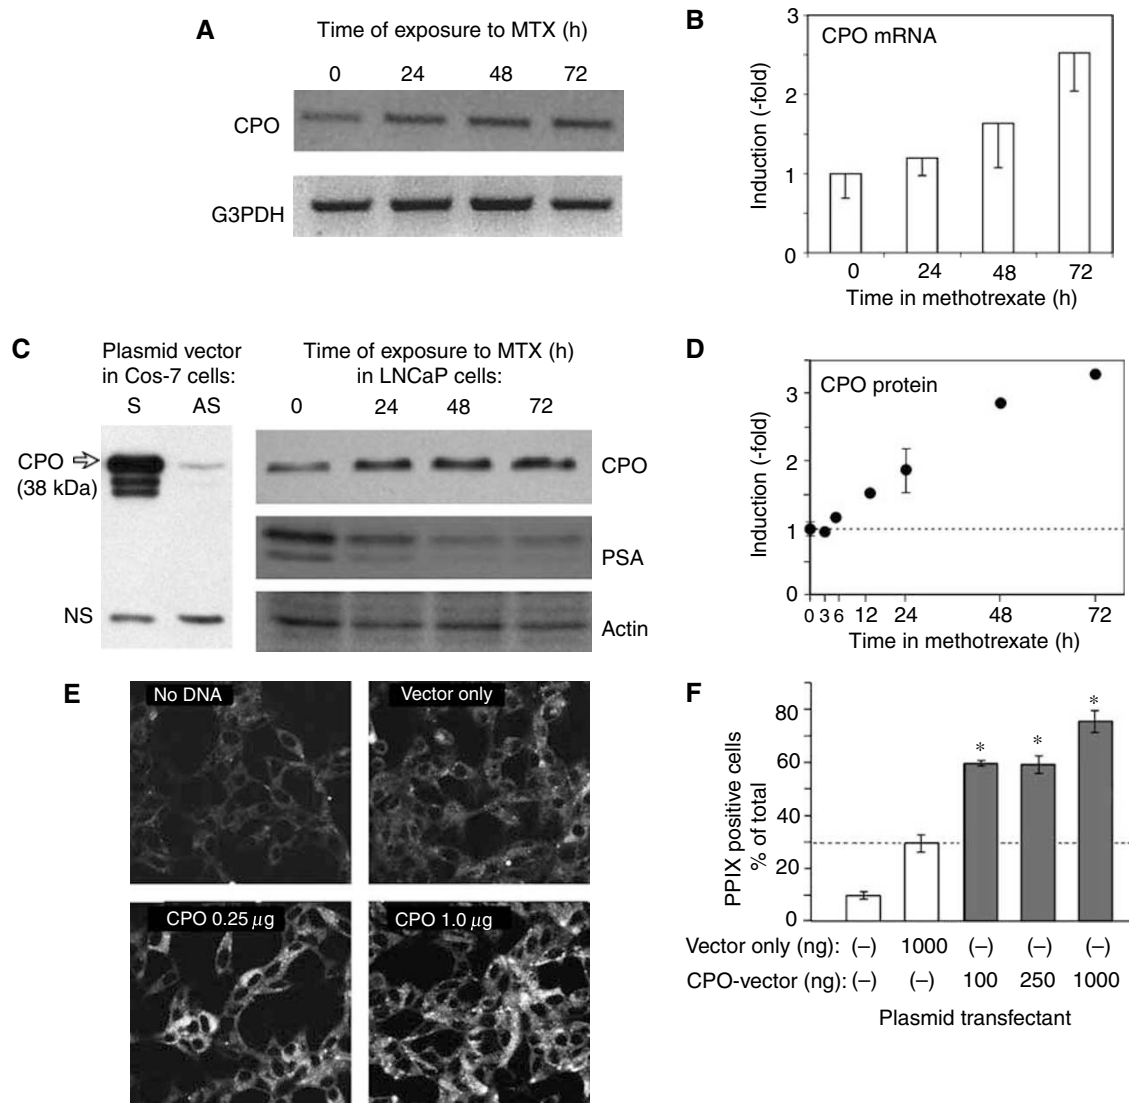 A
Time of exposure to MTX (h)
0 24 48 72
CPO
G3PDH
B
CPO mRNA
Induction (-fold)
3
2
1
0
0 24 48 72
Time in methotrexate (h)
C
Plasmid vector
in Cos-7 cells:
S AS
CPO
(38 kDa)
NS
Time of exposure to MTX (h)
in LNCaP cells:
0 24 48 72
CPO
PSA
Actin
D
CPO protein
Induction (-fold)
3
2
1
0
0 3 6 12 24 48 72
Time in methotrexate (h)
E
No DNA
Vector only
CPO 0.25 μg
CPO 1.0 μg
F
PPIX positive cells
% of total
80
60
40
20
0
* * *
Vector only (ng): (–) 1000 (–) (–) (–)
CPO-vector (ng): (–) (–) 100 250 1000
Plasmid transfectant